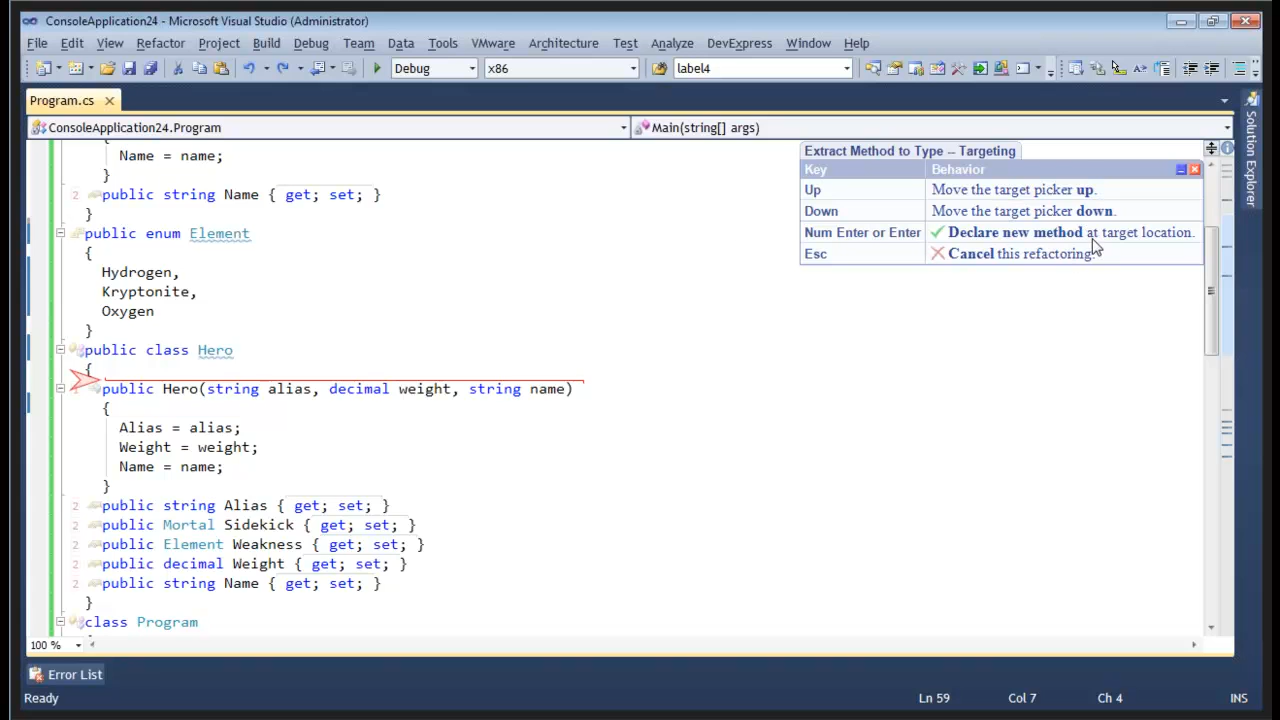 ConsoleApplication24 - Microsoft Visual Studio (Administrator)
File Edit View Refactor Project Build Debug Team Data Tools VMware Architecture Test Analyze DevExpress Window Help
Debug x86 label4
Program.cs
ConsoleApplication24.Program Main(string[] args)
{
Name = name;
}
2 public string Name { get; set; }
}
public enum Element
{
Hydrogen,
Kryptonite,
Oxygen
}
public class Hero
{
public Hero(string alias, decimal weight, string name)
{
Alias = alias;
Weight = weight;
Name = name;
}
2 public string Alias { get; set; }
2 public Mortal Sidekick { get; set; }
2 public Element Weakness { get; set; }
2 public decimal Weight { get; set; }
2 public string Name { get; set; }
}
class Program
Extract Method to Type -- Targeting
Key Behavior
Up Move the target picker up.
Down Move the target picker down.
Num Enter or Enter Declare new method at target location.
Esc Cancel this refactoring.
Solution Explorer
100 %
Error List
Ready Ln 59 Col 7 Ch 4 INS